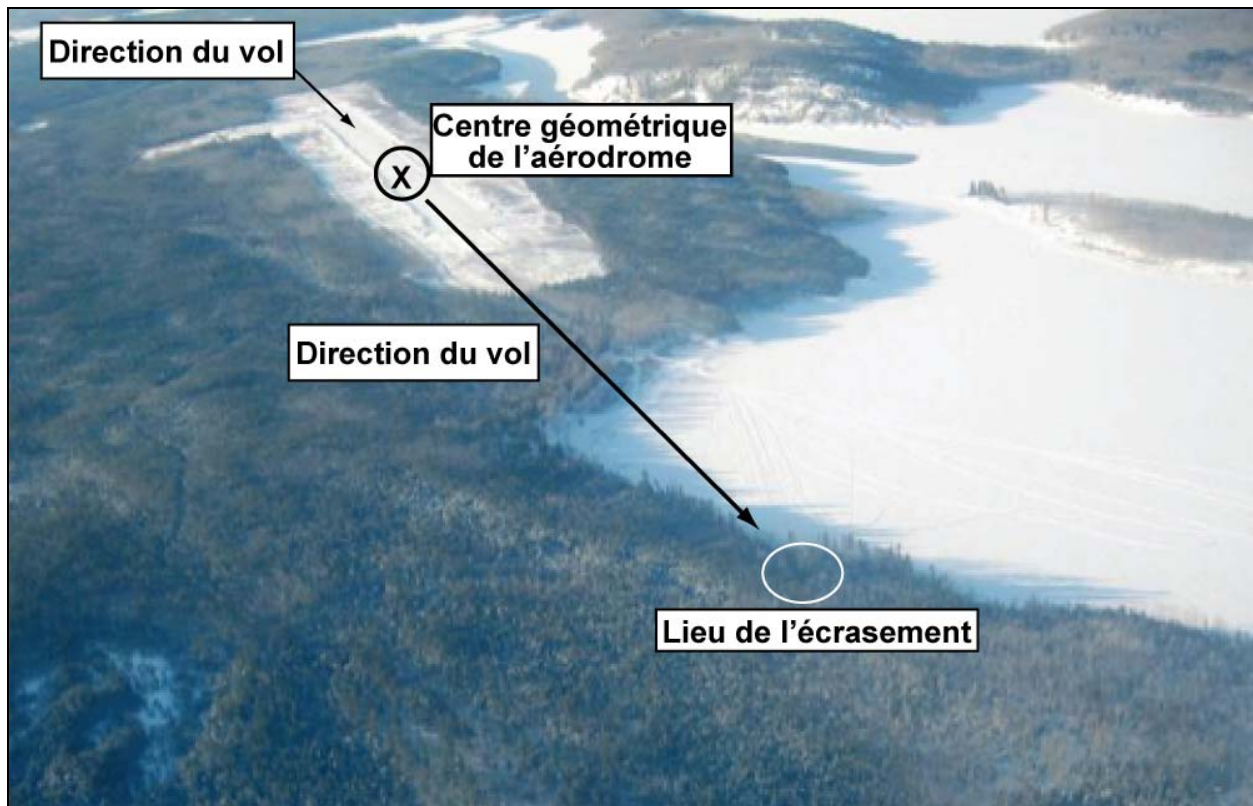 Direction du vol
Centre géométrique
de l'aérodrome
X
Direction du vol
Lieu de l'écrasement